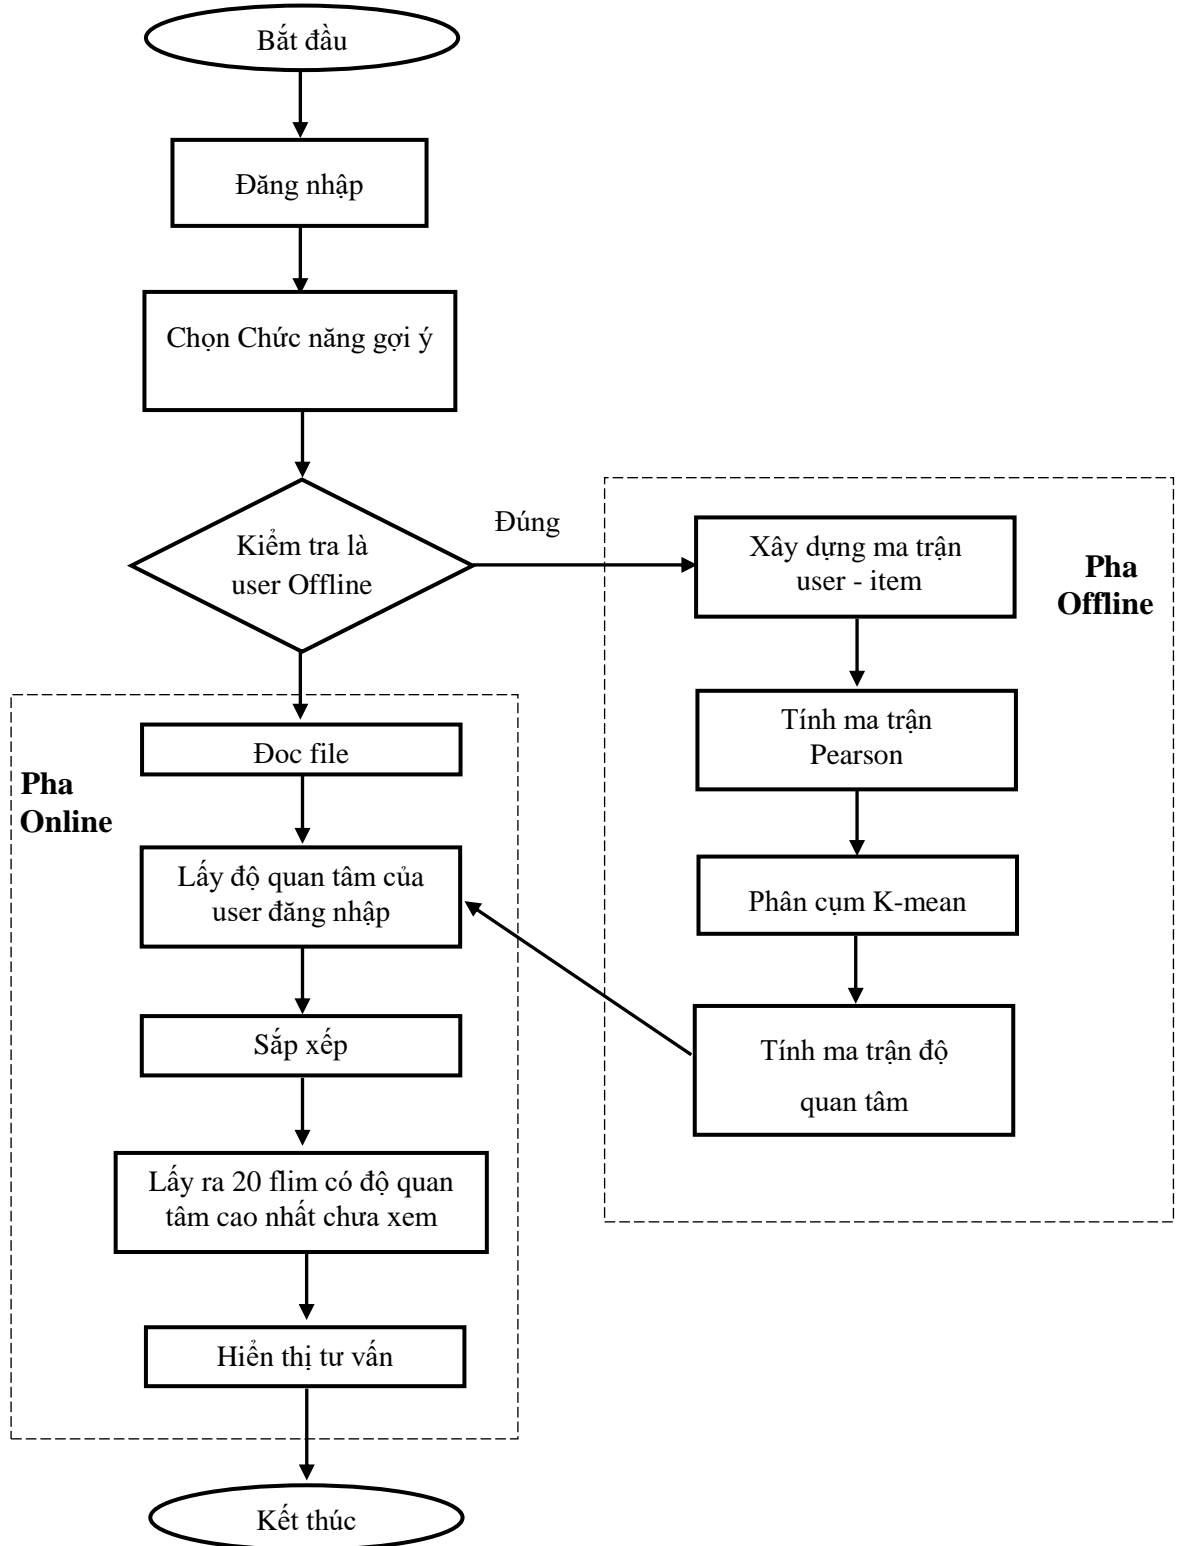 Bắt đầu
Đăng nhập
Chọn Chức năng gợi ý
Kiểm tra là
user Offline
Đúng
Xây dựng ma trận
user - item
Pha
Offline
Tính ma trận
Pearson
Phân cụm K-mean
Tính ma trận độ
quan tâm
Pha
Online
Đoc file
Lấy độ quan tâm của
user đăng nhập
Sắp xếp
Lấy ra 20 flim có độ quan
tâm cao nhất chưa xem
Hiển thị tư vấn
Kết thúc